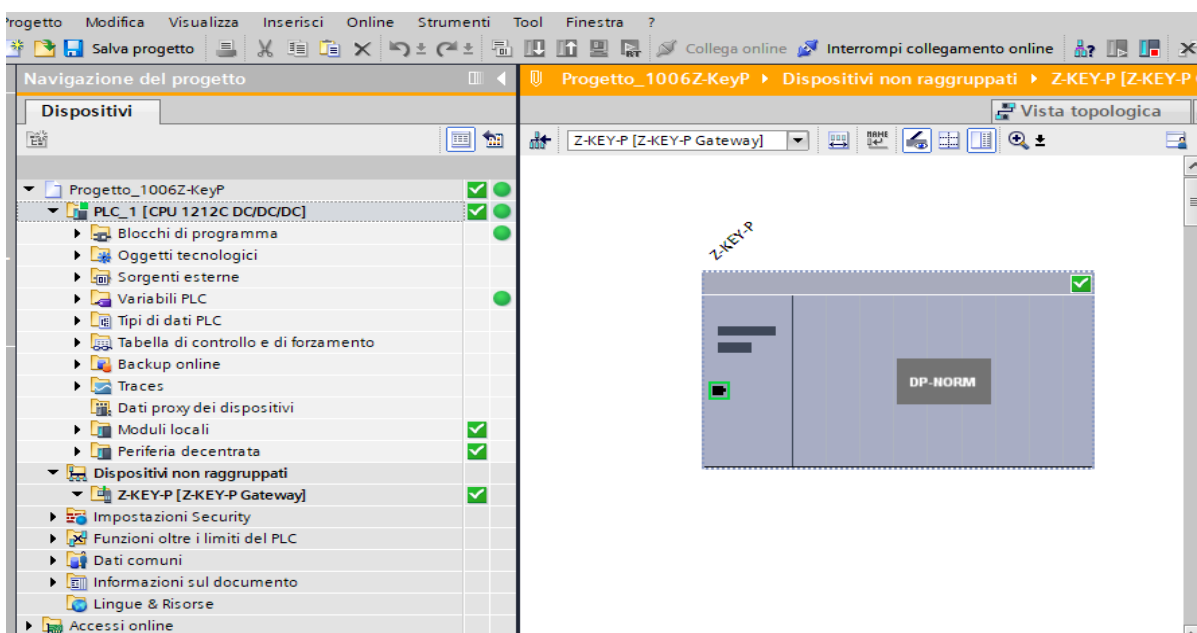 Progetto Modifica Visualizza Inserisci Online Strumenti Tool Finestra ?
Salva progetto Collega online Interrompi collegamento online
Navigazione del progetto
Progetto_1006Z-KeyP Dispositivi non raggruppati Z-KEY-P [Z-KEY-P
Dispositivi
Vista topologica
Z-KEY-P [Z-KEY-P Gateway]
Progetto_1006Z-KeyP
PLC_1 [CPU 1212C DC/DC/DC]
Blocchi di programma
Oggetti tecnologici
Sorgenti esterne
Variabili PLC
Tipi di dati PLC
Tabella di controllo e di forzamento
Backup online
Traces
Dati proxy dei dispositivi
Moduli locali
Periferia decentrata
Dispositivi non raggruppati
Z-KEY-P [Z-KEY-P Gateway]
Impostazioni Security
Funzioni oltre i limiti del PLC
Dati comuni
Informazioni sul documento
Lingue & Risorse
Accessi online
Z-KEY-P
DP-NORM